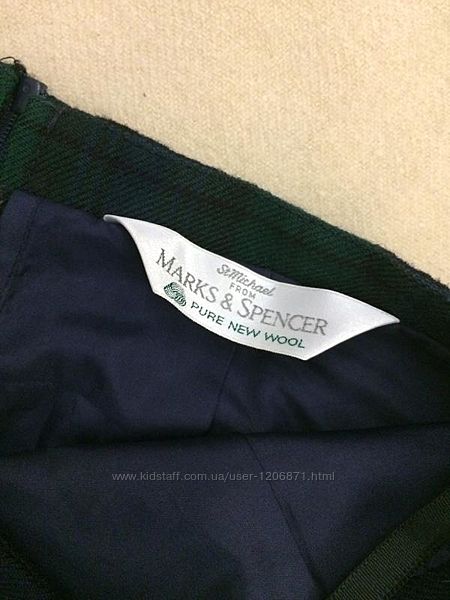 St Michael
FROM
MARKS & SPENCER
PURE NEW WOOL
www.kidstaff.com.ua/user-1206871.html